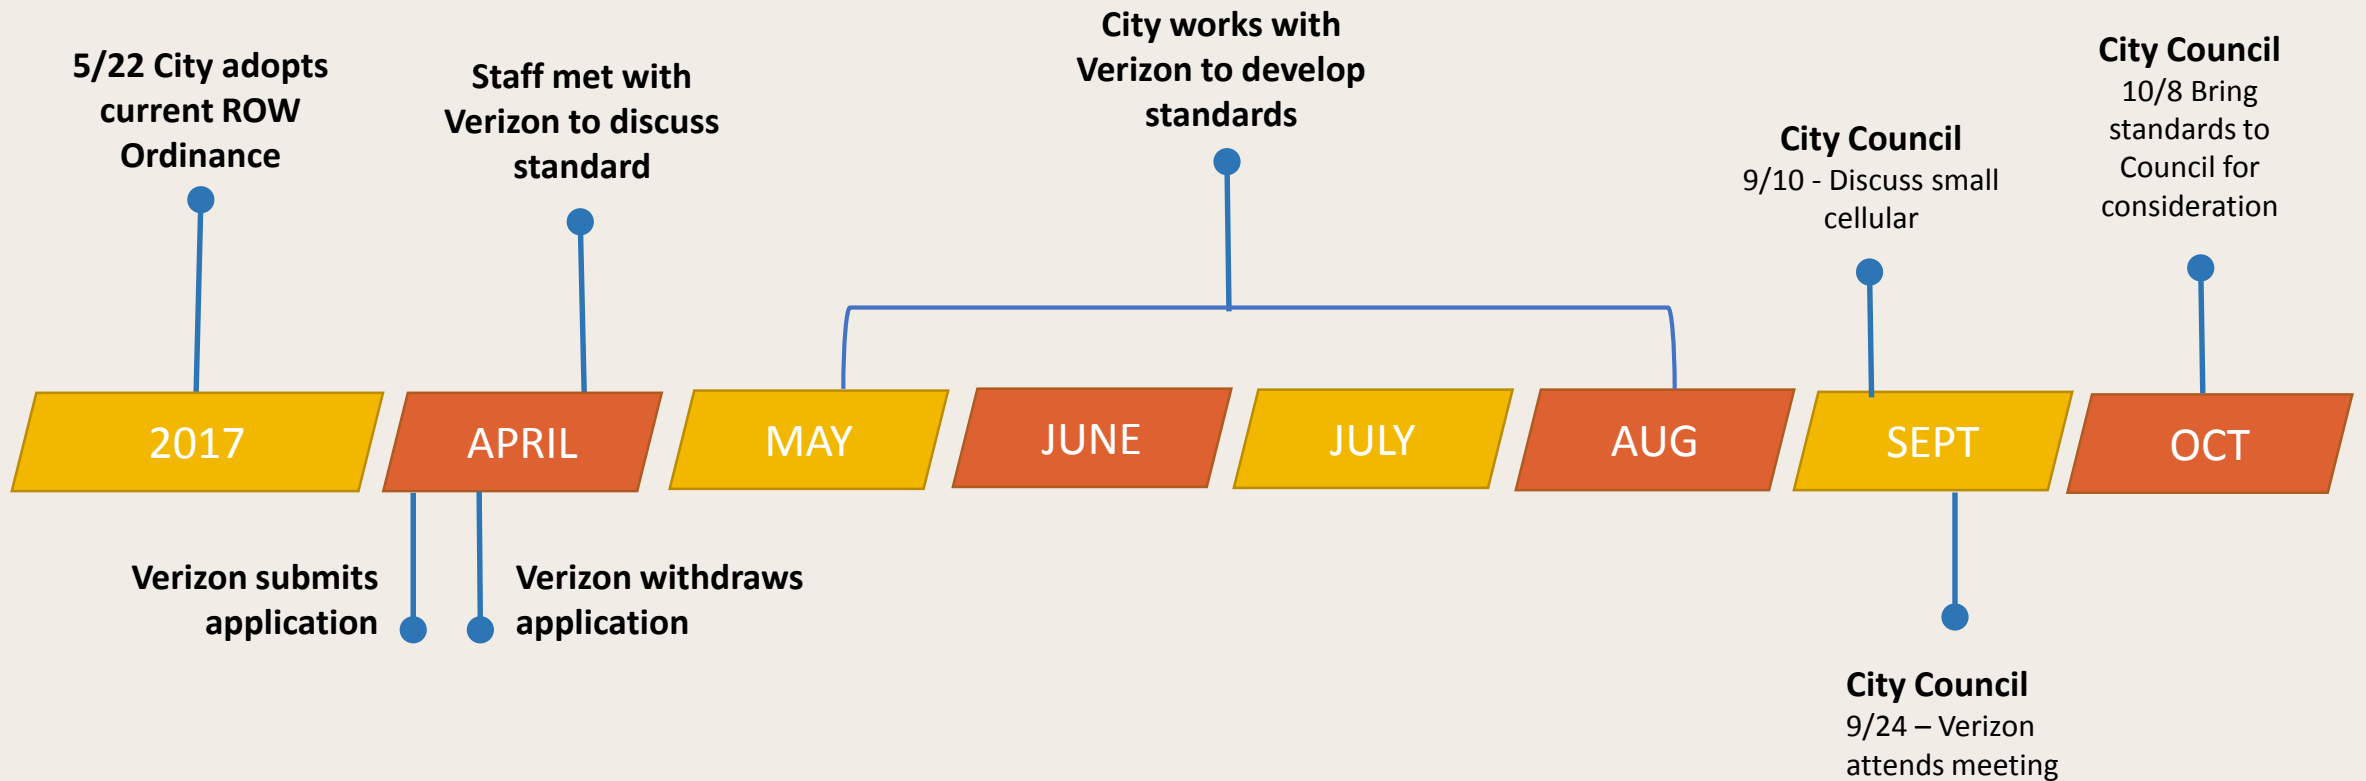 5/22 City adopts
current ROW
Ordinance
Staff met with
Verizon to discuss
standard
City works with
Verizon to develop
standards
City Council
9/10 - Discuss small
cellular
City Council
10/8 Bring
standards to
Council for
consideration
2017
APRIL
MAY
JUNE
JULY
AUG
SEPT
OCT
Verizon submits
application
Verizon withdraws
application
City Council
9/24 – Verizon
attends meeting